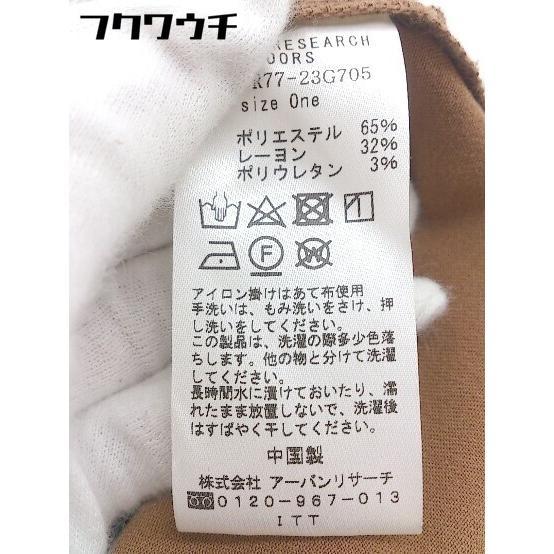 フクワウチ
RESEARCH
DOORS
R77-23G705
size One
ポリエステル 65%
レーヨン 32%
ポリウレタン 3%
F
W
アイロン掛けはあて布使用
手洗いは、もみ洗いをさけ、押
し洗いをしてください。
この製品は、洗濯の際多少色落
ちします。他の物と分けて洗濯
してください。
長時間水に漬けておいたり、濡
れたまま放置しないで、洗濯後
はすばやく干してください。
中国製
株式会社 アーバンリサーチ
0120-967-013
ITT